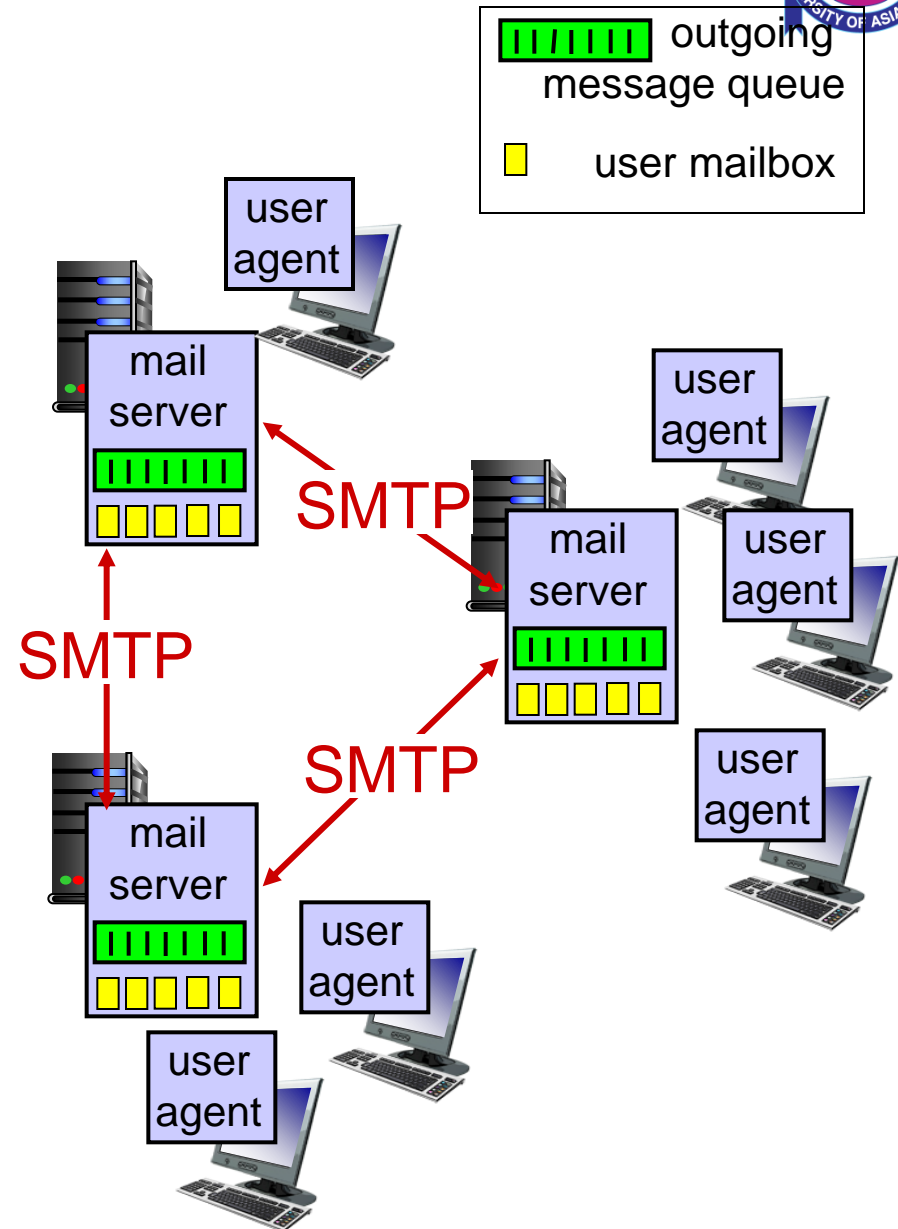 outgoing
message queue
user mailbox
user
agent
mail
server
SMTP
user
agent
mail
server
user
agent
SMTP
SMTP
user
agent
mail
server
user
agent
user
agent